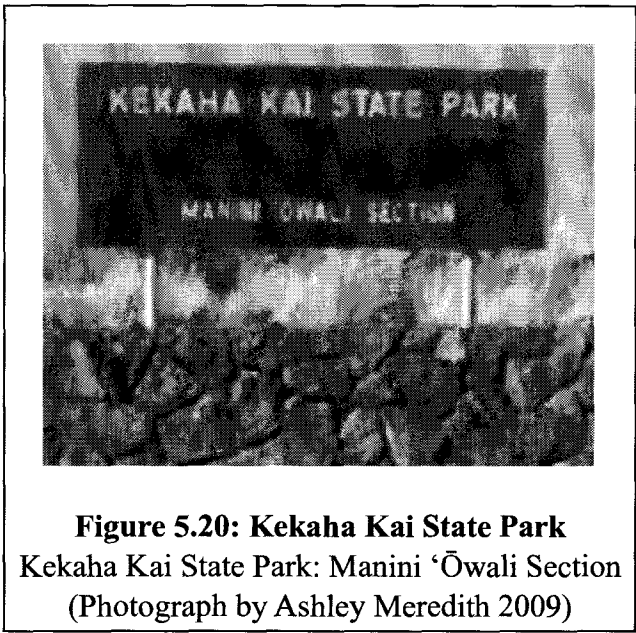 KEKAHA KAI STATE PARK
MANINI ʻŌWALI SECTION
Figure 5.20: Kekaha Kai State Park
Kekaha Kai State Park: Manini ‘Ōwali Section
(Photograph by Ashley Meredith 2009)